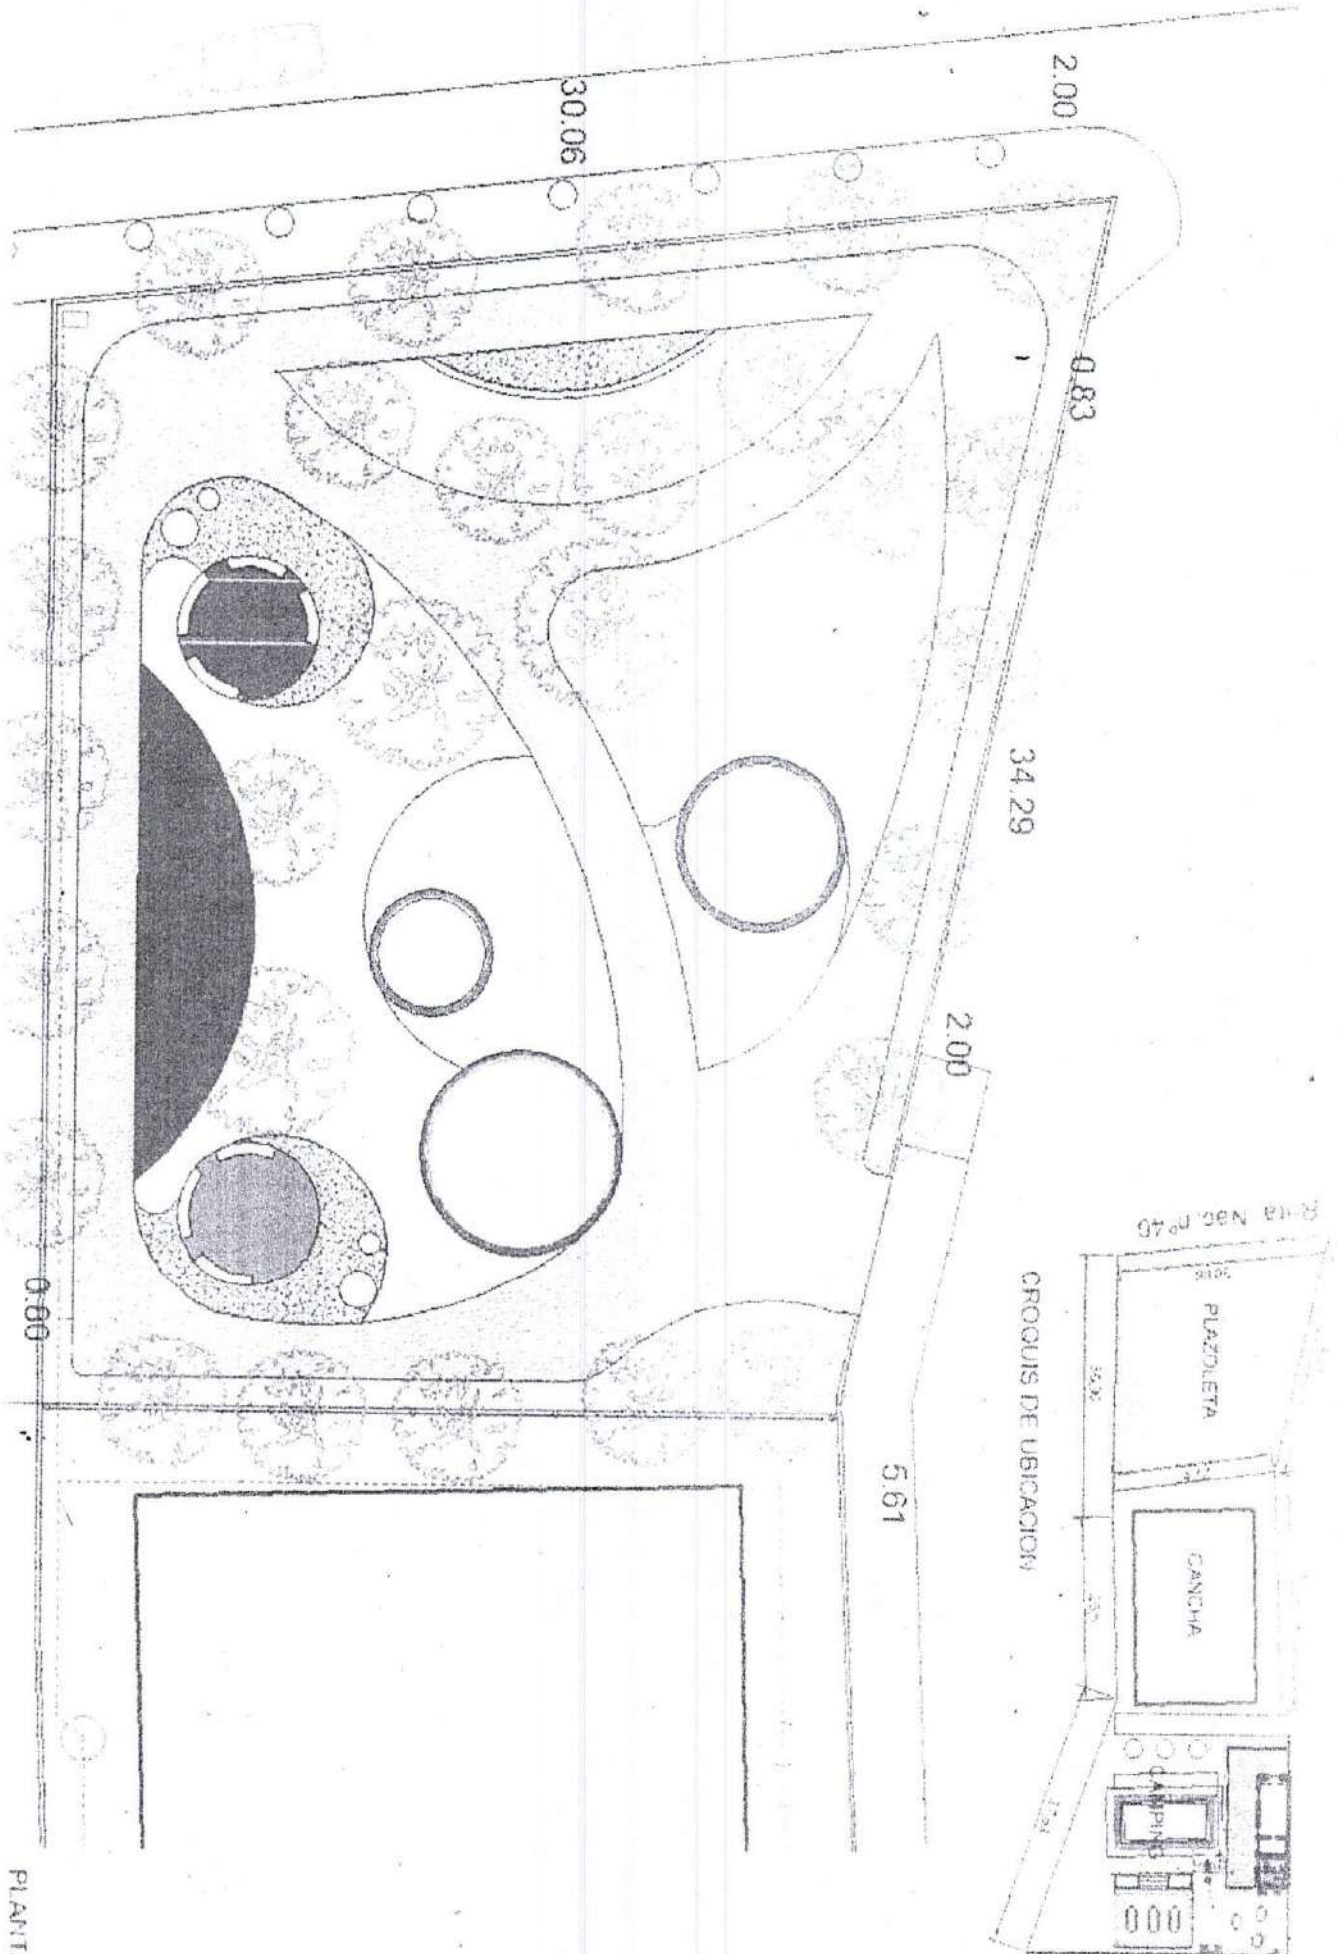 2.00
30.06
0.83
34.29
2.00
5.61
0.80
Ruta Nac. nº40
PLAZOLETA
CANCHA
CAMPING
CROQUIS DE UBICACION
PLANT